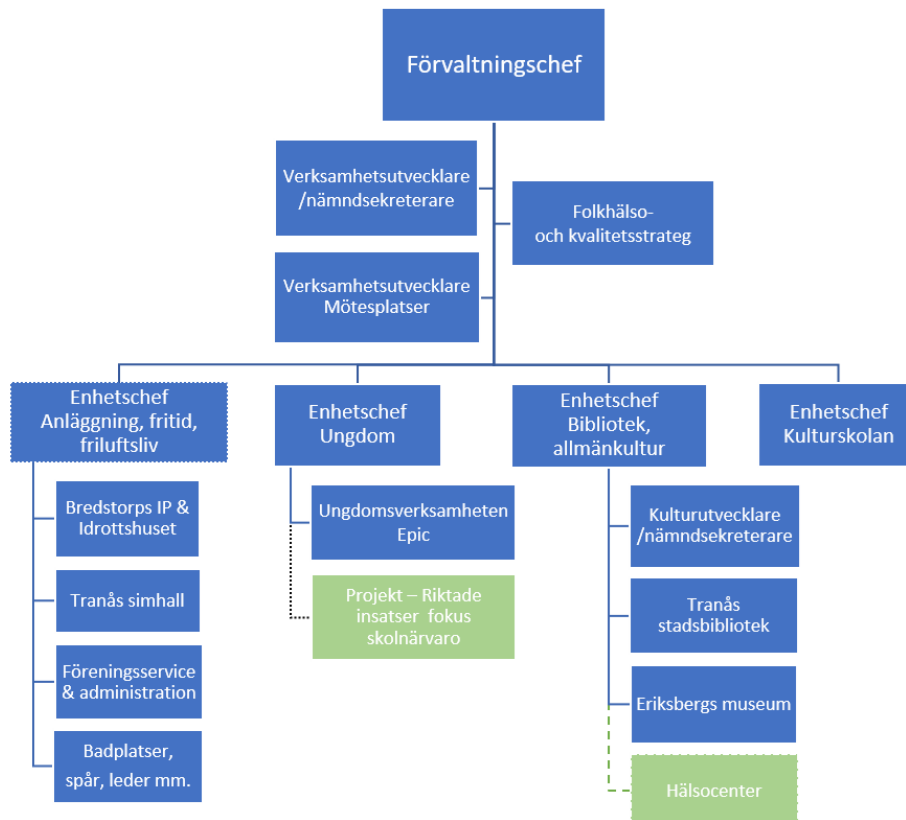 Förvaltningschef
Verksamhetsutvecklare
/nämndsekreterare
Folkhälso-
och kvalitetsstrateg
Verksamhetsutvecklare
Mötesplatser
Enhetschef
Anläggning, fritid,
friluftsliv
Bredstorps IP &
Idrottshuset
Tranås simhall
Föreningsservice
& administration
Badplatser,
spår, leder mm.
Enhetschef
Ungdom
Ungdomsverksamheten
Epic
Projekt – Riktade
insatser fokus
skolnärvaro
Enhetschef
Bibliotek,
allmänkultur
Kulturutvecklare
/nämndsekreterare
Tranås
stadsbibliotek
Eriksbergs museum
Hälsocenter
Enhetschef
Kulturskolan